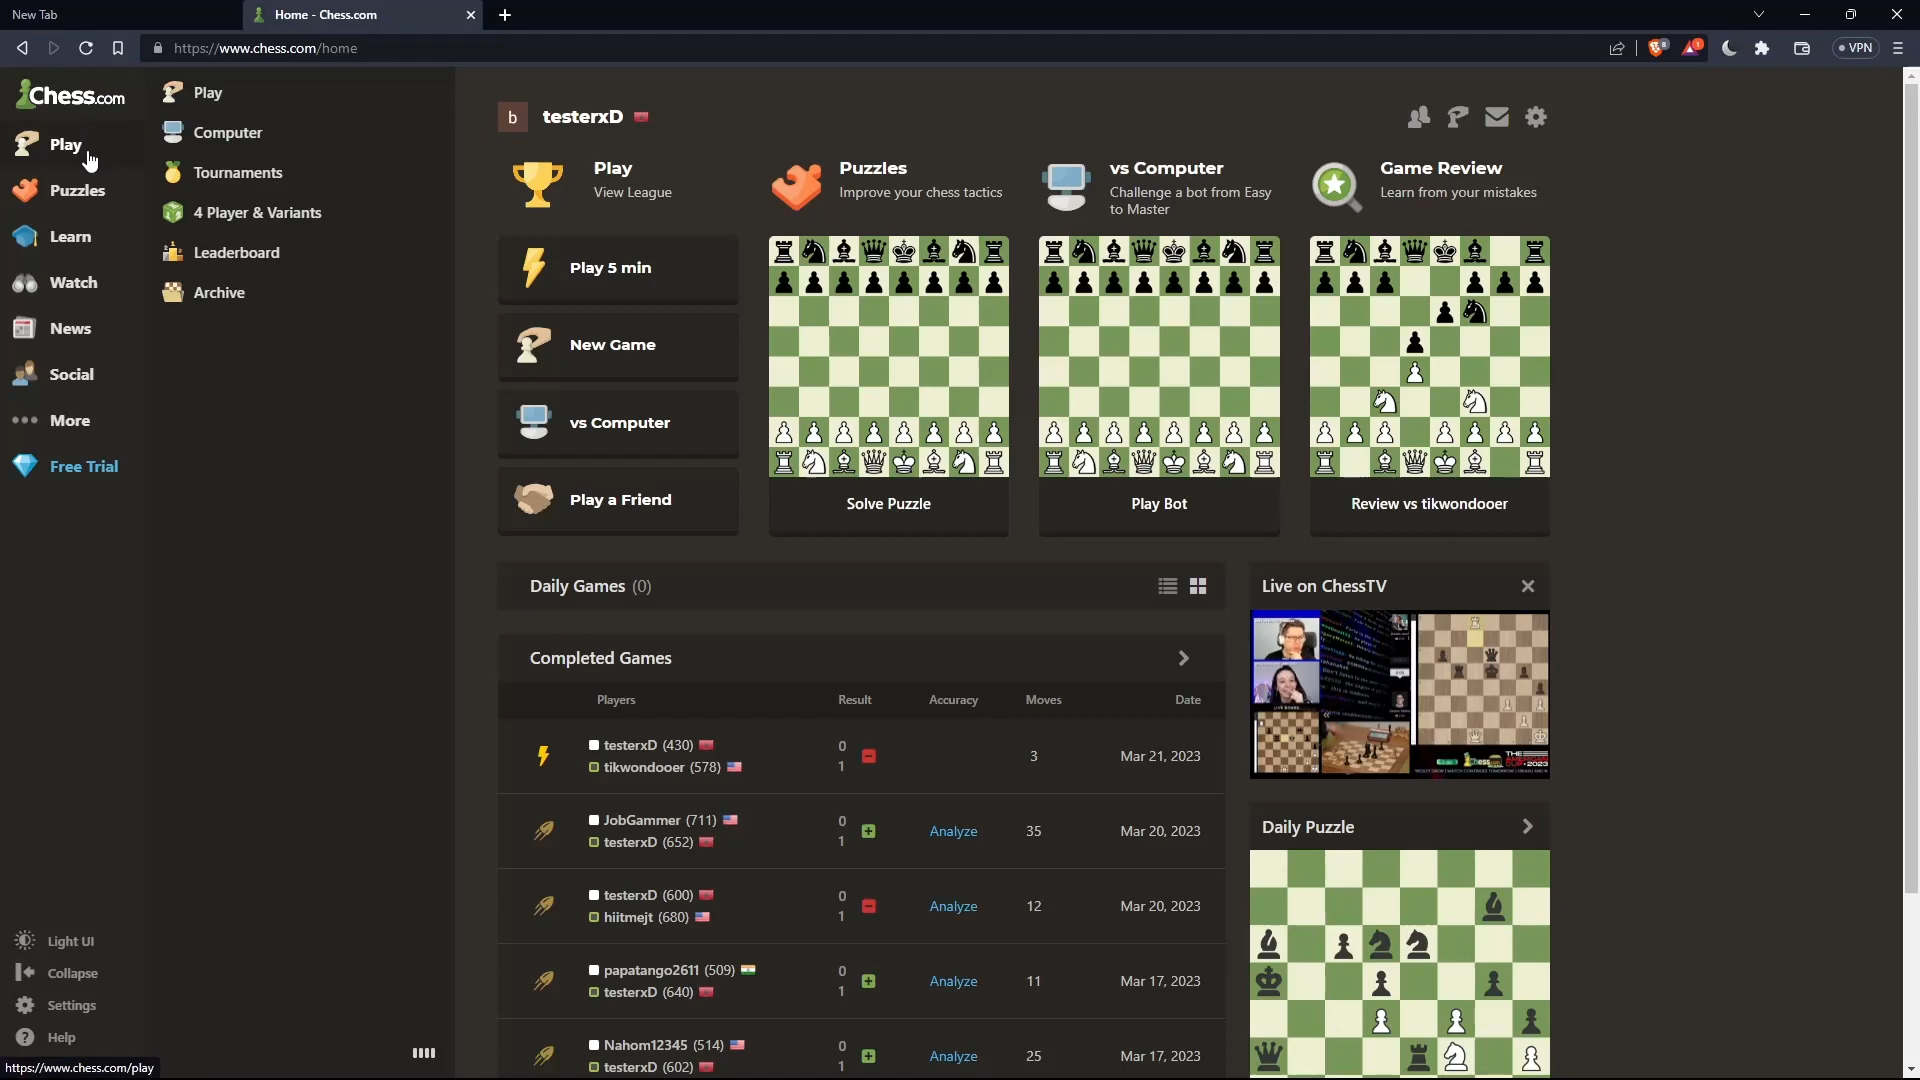 New Tab
Home - Chess.com
https://www.chess.com/home
8
1
VPN
Chess.com
Play
Puzzles
Learn
Watch
News
Social
More
Free Trial
Light UI
Collapse
Settings
Help
https://www.chess.com/play
Play
Computer
Tournaments
4 Player & Variants
Leaderboard
Archive
b
testerxD
Play
View League
Puzzles
Improve your chess tactics
vs Computer
Challenge a bot from Easy
to Master
Game Review
Learn from your mistakes
Play 5 min
New Game
vs Computer
Play a Friend
Solve Puzzle
Play Bot
Review vs tikwondooer
Daily Games (0)
Completed Games
Players Result Accuracy Moves Date
testerxD (430) 0
tikwondooer (578) 1
3 Mar 21, 2023
JobGammer (711) 0
testerxD (652) 1
Analyze 35 Mar 20, 2023
testerxD (600) 0
hiitmejt (680) 1
Analyze 12 Mar 20, 2023
papatango2611 (509) 0
testerxD (640) 1
Analyze 11 Mar 17, 2023
Nahom12345 (514) 0
testerxD (602) 1
Analyze 25 Mar 17, 2023
Live on ChessTV
Daily Puzzle